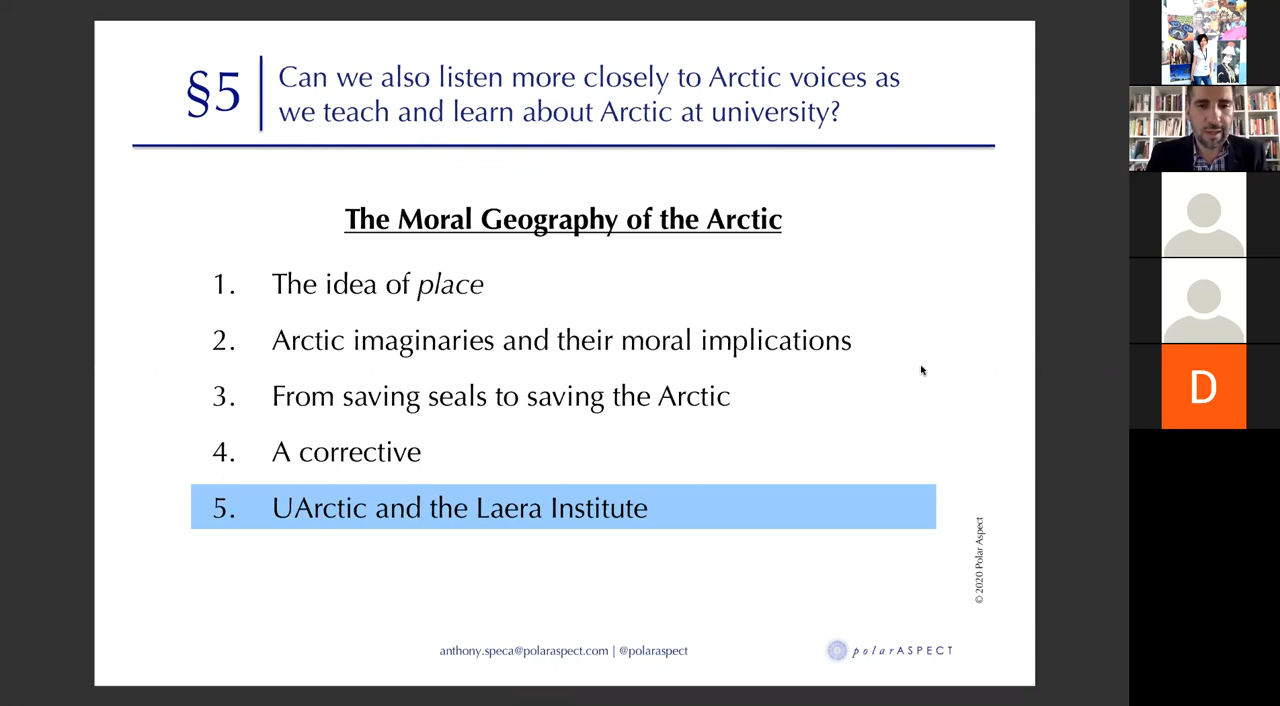 §5
Can we also listen more closely to Arctic voices as
we teach and learn about Arctic at university?
The Moral Geography of the Arctic
1. The idea of place
2. Arctic imaginaries and their moral implications
3. From saving seals to saving the Arctic
4. A corrective
5. UArctic and the Laera Institute
© 2020 Polar Aspect
anthony.speca@polaraspect.com | @polaraspect
polarASPECT
D